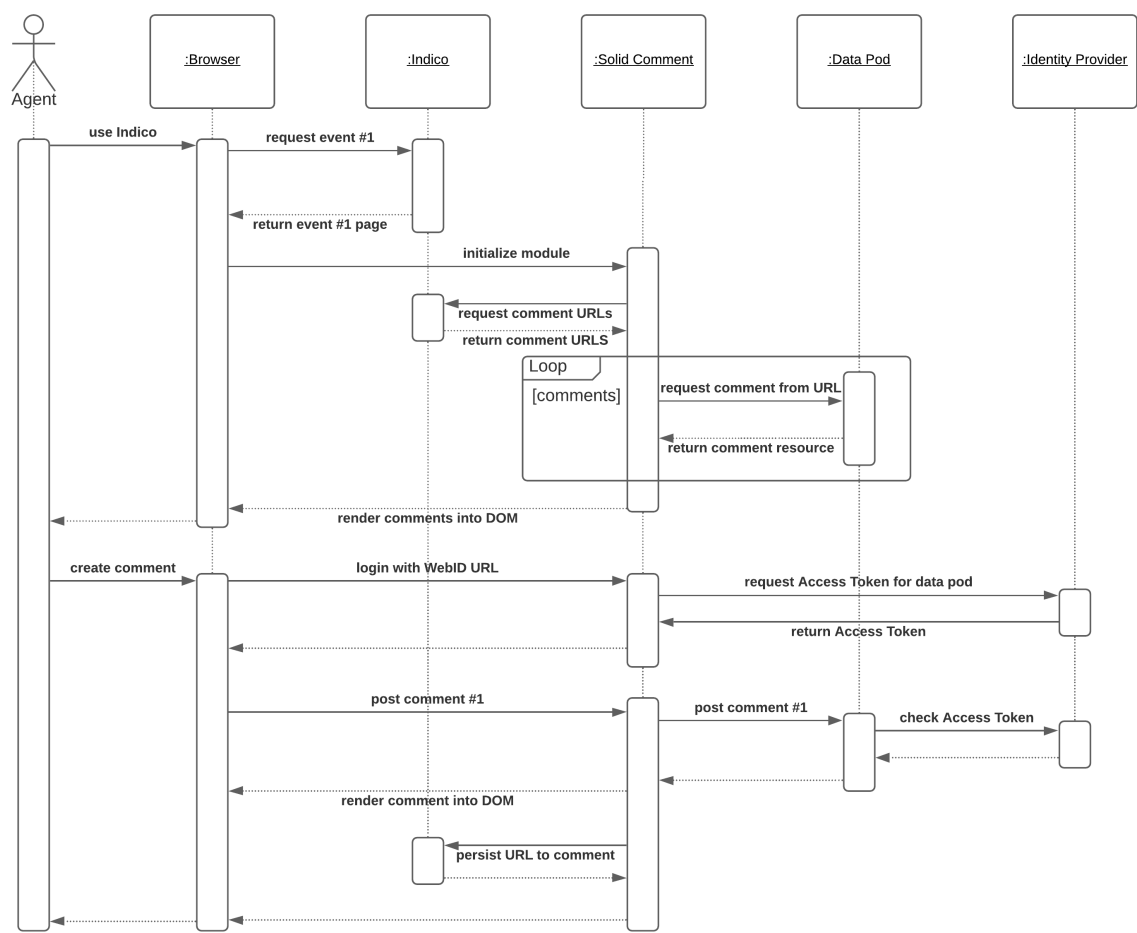 :Browser
:Indico
:Solid Comment
:Data Pod
:Identity Provider
Agent
use Indico
request event #1
return event #1 page
initialize module
request comment URLs
return comment URLS
Loop
[comments]
request comment from URL
return comment resource
render comments into DOM
create comment
login with WebID URL
request Access Token for data pod
return Access Token
post comment #1
post comment #1
check Access Token
render comment into DOM
persist URL to comment